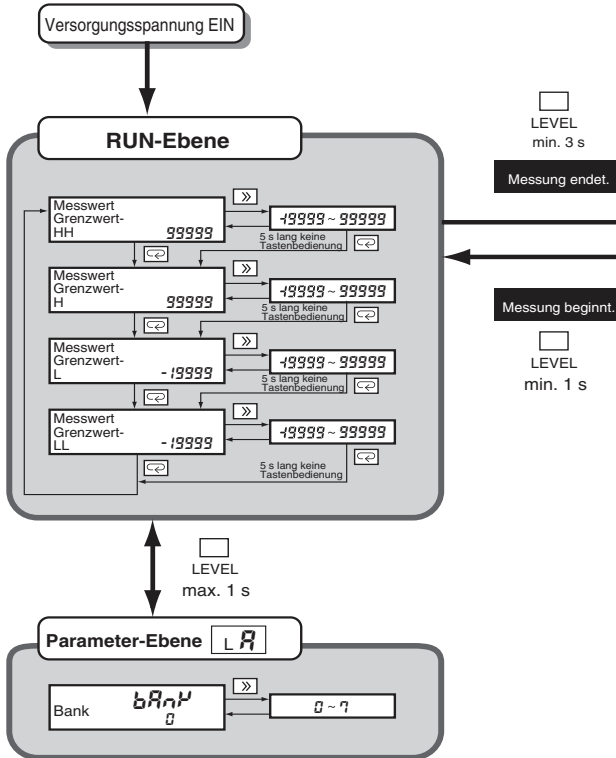 Versorgungsspannung EIN
RUN-Ebene
Messwert
Grenzwert-
HH 99999
-19999 ~ 99999
5 s lang keine
Tastenbedienung
Messwert
Grenzwert-
H 99999
-19999 ~ 99999
5 s lang keine
Tastenbedienung
Messwert
Grenzwert-
L -19999
-19999 ~ 99999
5 s lang keine
Tastenbedienung
Messwert
Grenzwert-
LL -19999
-19999 ~ 99999
5 s lang keine
Tastenbedienung
LEVEL
min. 3 s
Messung endet.
Messung beginnt.
LEVEL
min. 1 s
LEVEL
max. 1 s
Parameter-Ebene L A
Bank bAnK
0
0 ~ 7